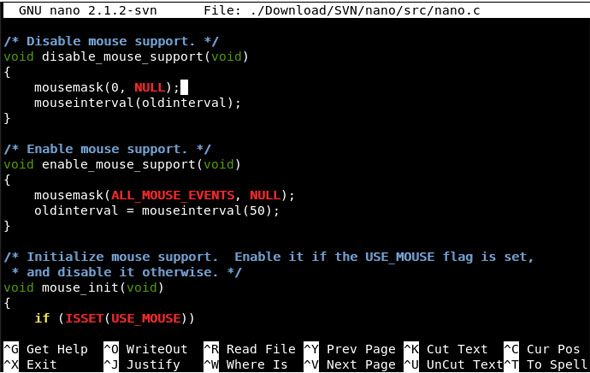 GNU nano 2.1.2-svn      File: ./Download/SVN/nano/src/nano.c
/* Disable mouse support. */
void disable_mouse_support(void)
{
    mousemask(0, NULL);
    mouseinterval(oldinterval);
}
/* Enable mouse support. */
void enable_mouse_support(void)
{
    mousemask(ALL_MOUSE_EVENTS, NULL);
    oldinterval = mouseinterval(50);
}
/* Initialize mouse support.  Enable it if the USE_MOUSE flag is set,
 * and disable it otherwise. */
void mouse_init(void)
{
    if (ISSET(USE_MOUSE))
^G Get Help  ^O WriteOut  ^R Read File ^Y Prev Page ^K Cut Text  ^C Cur Pos
^X Exit      ^J Justify   ^W Where Is  ^V Next Page ^U UnCut Text^T To Spell